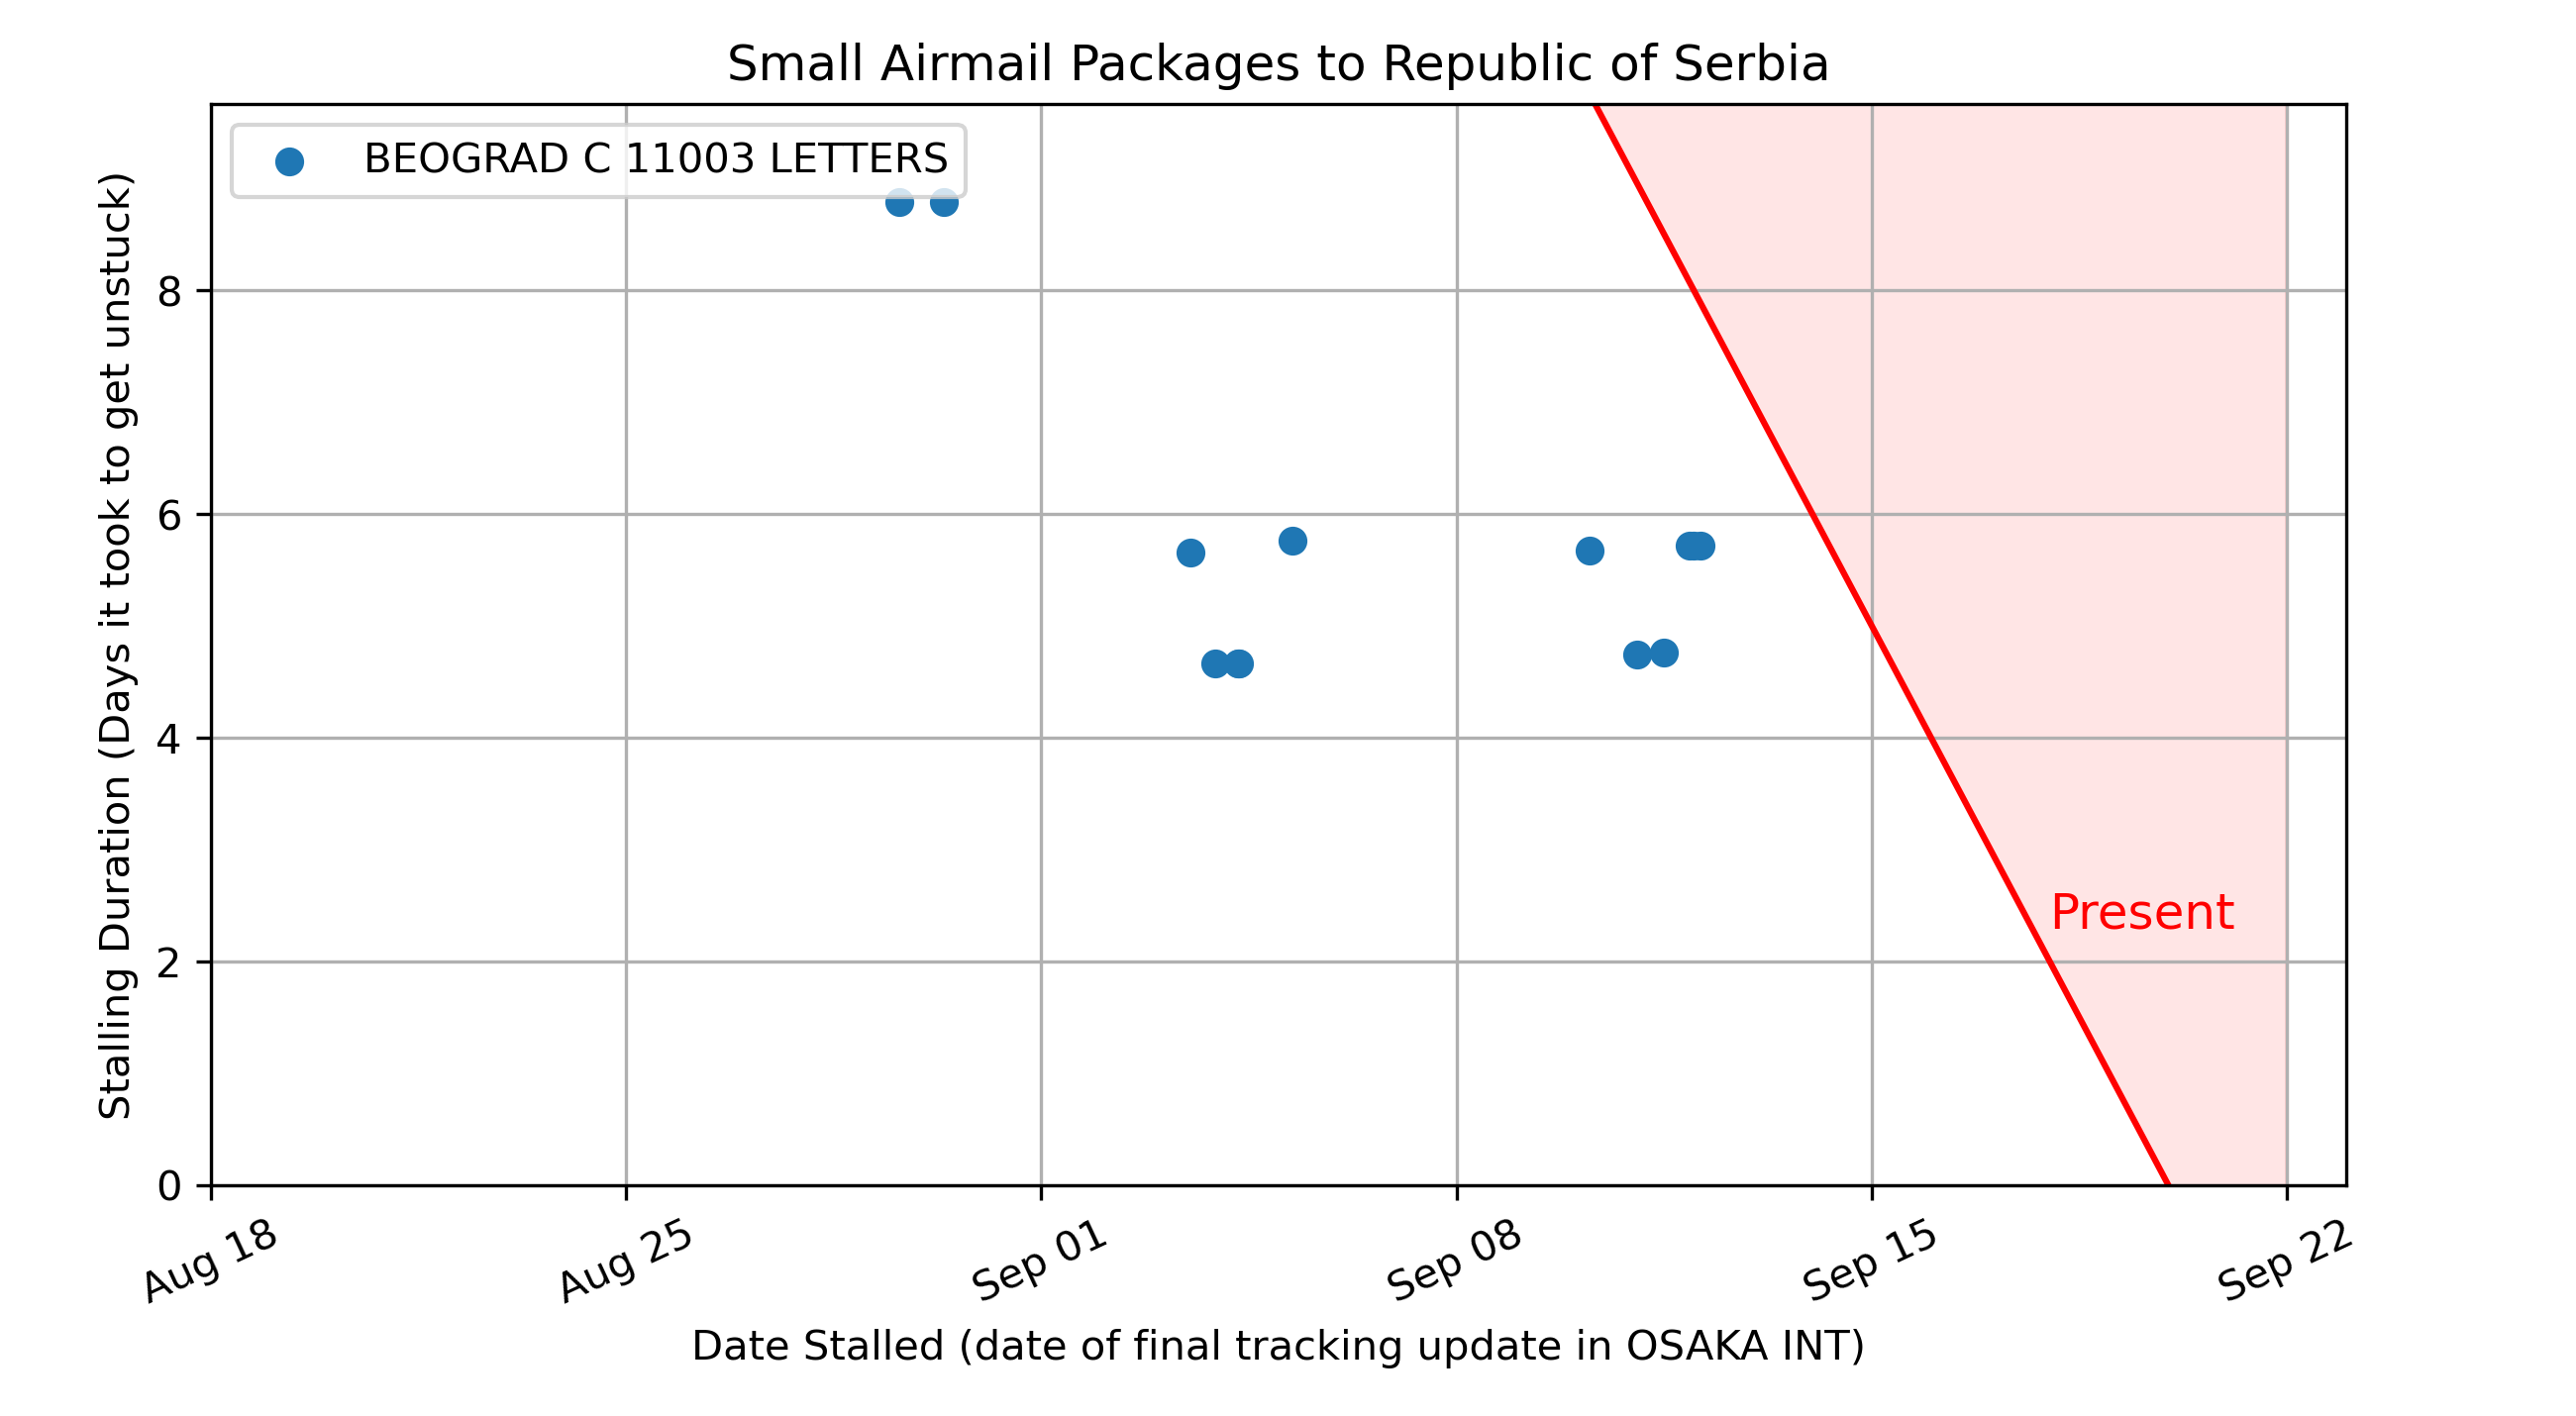 Small Airmail Packages to Republic of Serbia
BEOGRAD C 11003 LETTERS
Stalling Duration (Days it took to get unstuck)
8
6
4
2
0
Present
Aug 18
Aug 25
Sep 01
Sep 08
Sep 15
Sep 22
Date Stalled (date of final tracking update in OSAKA INT)